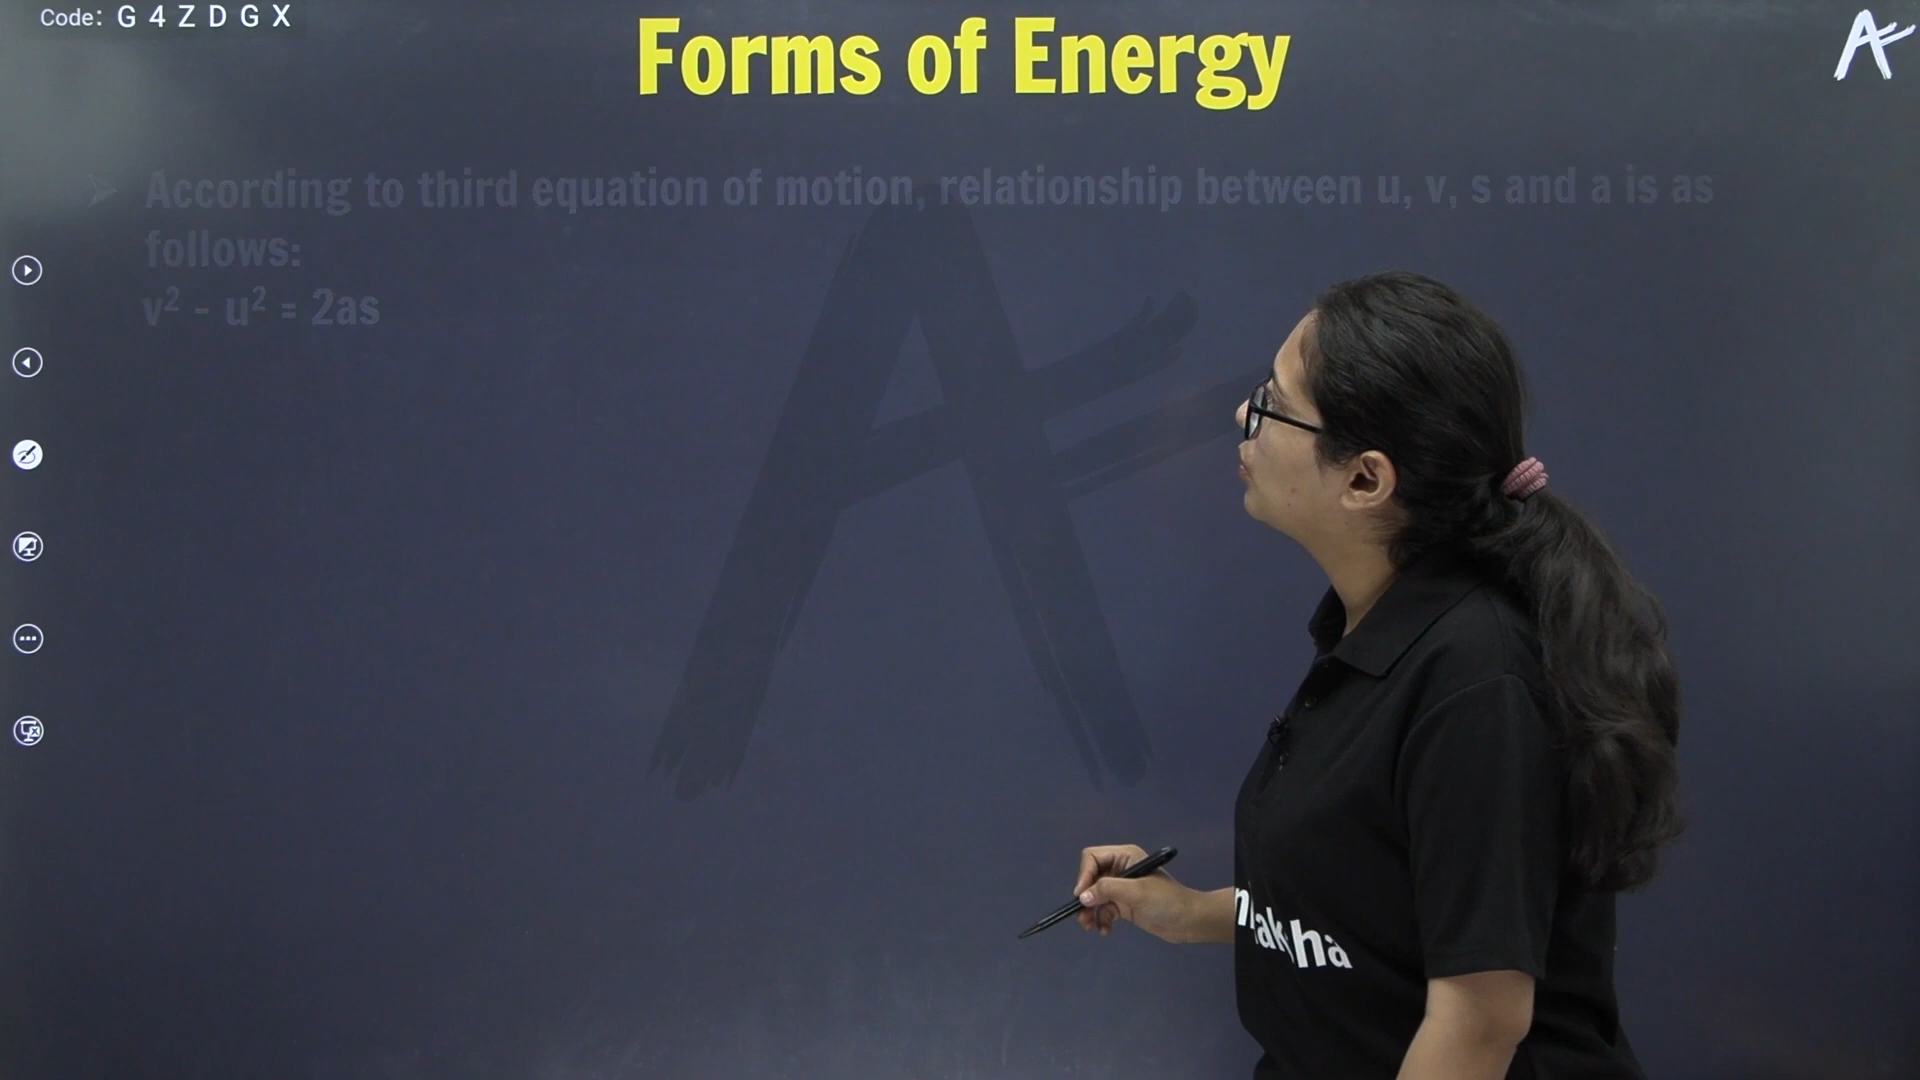 Code: G 4 Z D G X
Forms of Energy
➢ According to third equation of motion, relationship between u, v, s and a is as
follows:
v² - u² = 2as